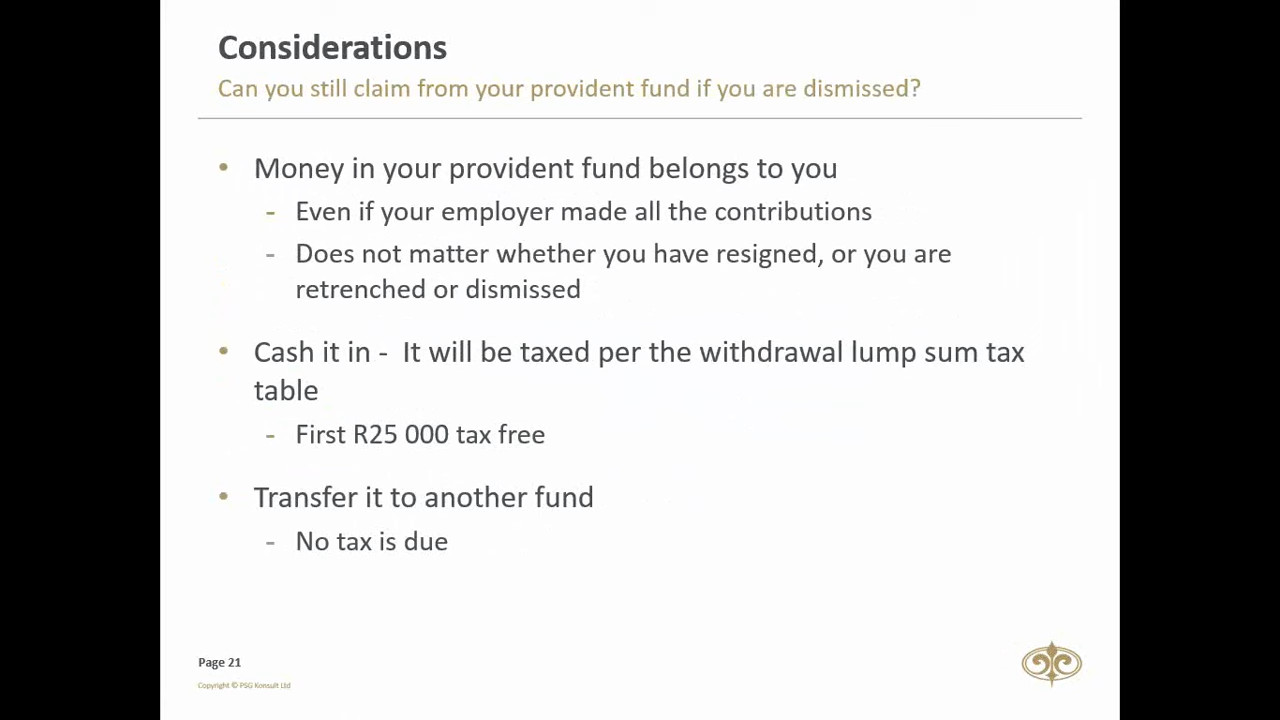 Considerations
Can you still claim from your provident fund if you are dismissed?
• Money in your provident fund belongs to you
- Even if your employer made all the contributions
- Does not matter whether you have resigned, or you are
retrenched or dismissed
• Cash it in - It will be taxed per the withdrawal lump sum tax
table
- First R25 000 tax free
• Transfer it to another fund
- No tax is due
Page 21
Copyright © PSG Konsult Ltd